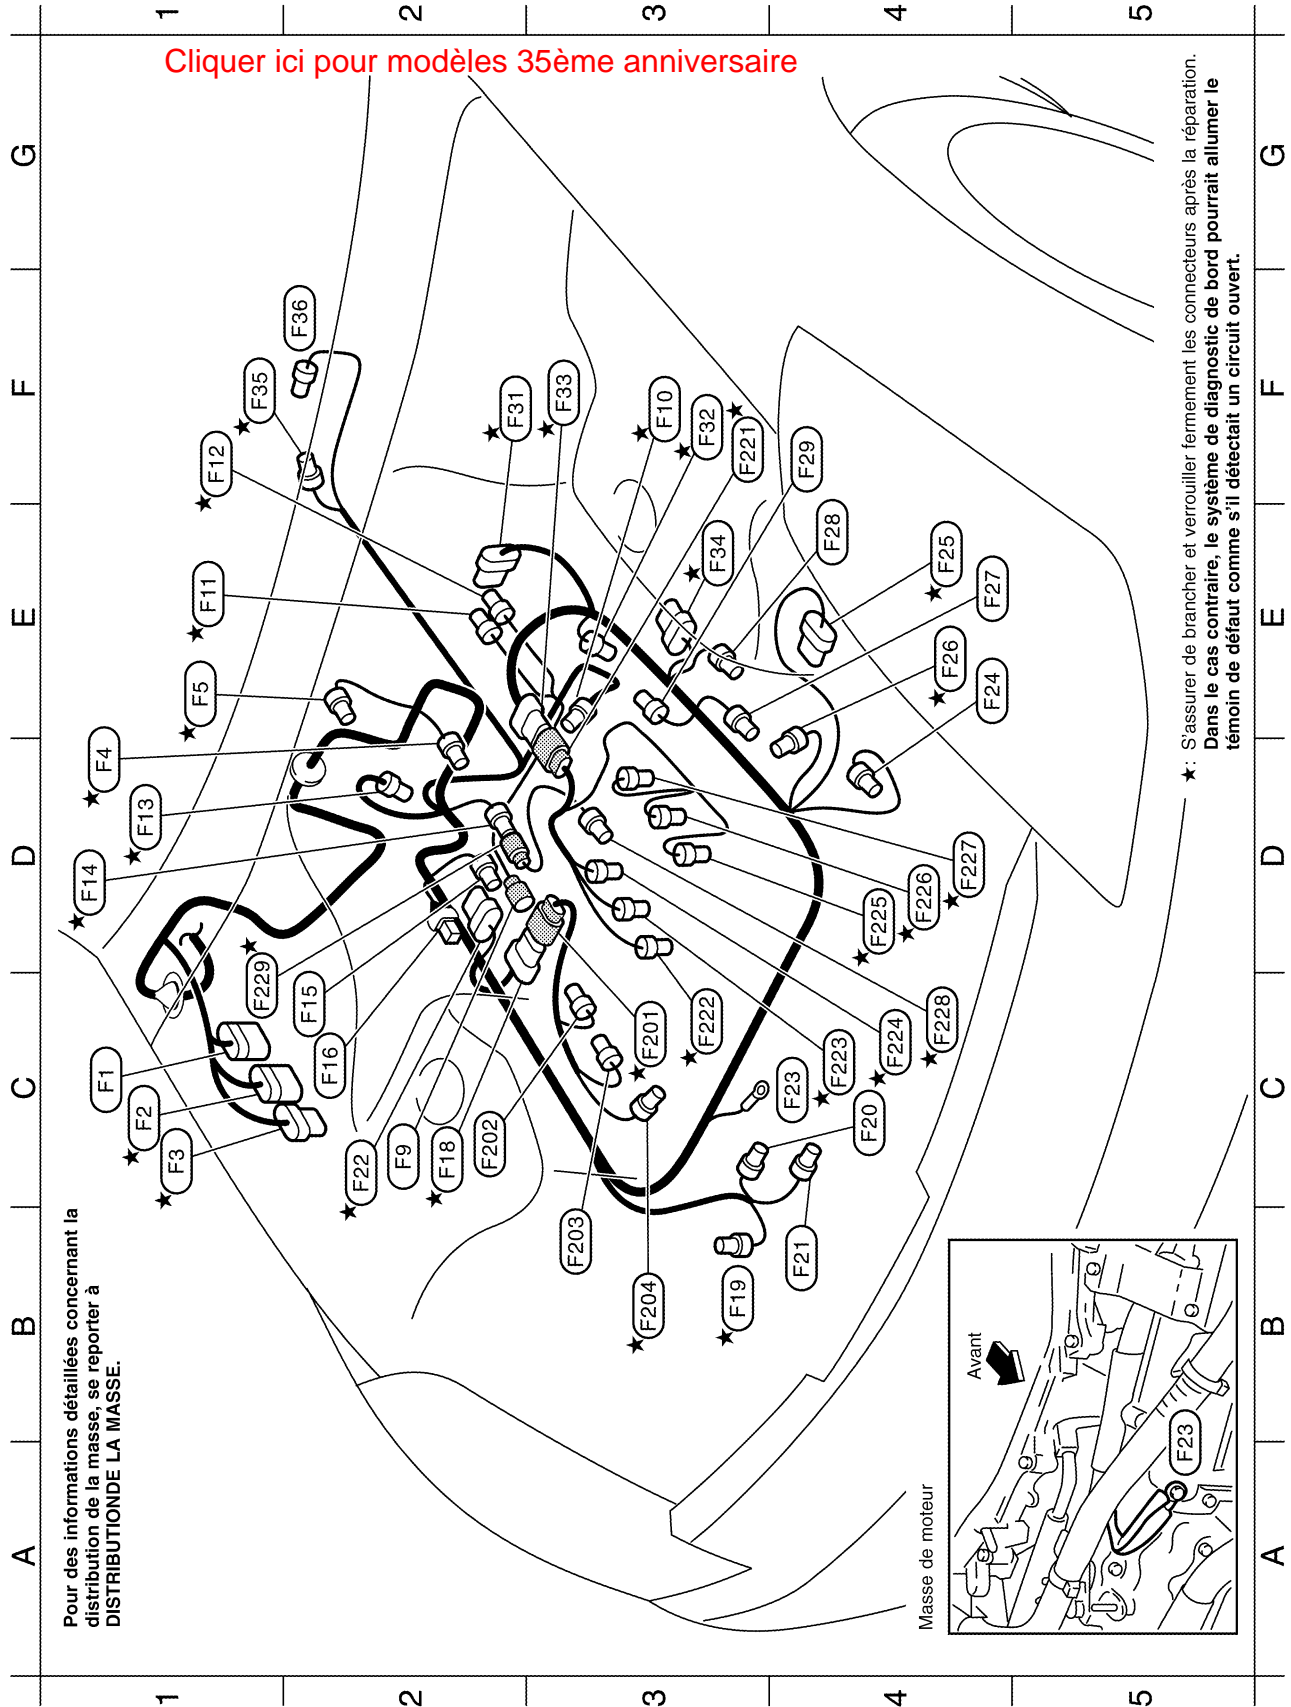 Cliquer ici pour modèles 35ème anniversaire
1
2
3
4
5
G
F
E
D
C
B
A
Pour des informations détaillées concernant la
distribution de la masse, se reporter à
DISTRIBUTIONDE LA MASSE.
F36
★ F35
★ F12
F11 ★
★ F5
★ F4
★ F13
★ F14
★ F31
★ F33
★ F10
★ F32
★ F221
F29
★ F34
F28
★ F25
F27
★ F26
F24
★ F229
F15
F16
F1
★ F2
★ F3
★ F22
F9
★ F18
F202
F203
★ F204
★ F201
★ F222
★ F223
★ F224
★ F228
★ F225
★ F226
★ F227
F23
F20
F21
★ F19
Masse de moteur
Avant
F23
★: S'assurer de brancher et verrouiller fermement les connecteurs après la réparation.
Dans le cas contraire, le système de diagnostic de bord pourrait allumer le
témoin de défaut comme s'il détectait un circuit ouvert.
1
2
3
4
5
G
F
E
D
C
B
A